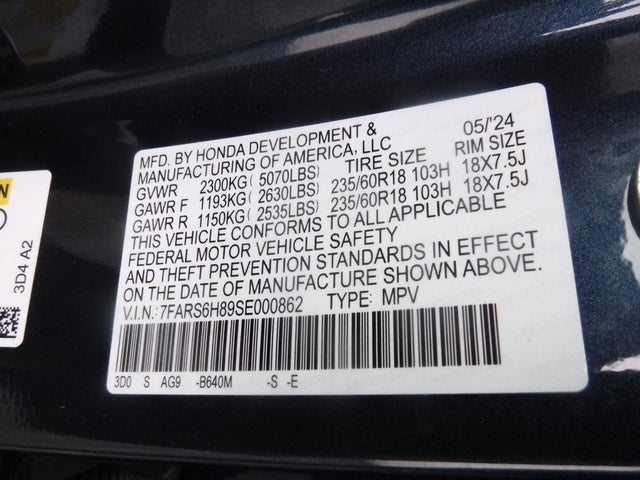 MFD. BY HONDA DEVELOPMENT & 05/'24
MANUFACTURING OF AMERICA, LLC
GVWR 2300KG ( 5070LBS) TIRE SIZE RIM SIZE
GAWR F 1193KG ( 2630LBS) 235/60R18 103H 18X7.5J
GAWR R 1150KG ( 2535LBS) 235/60R18 103H 18X7.5J
THIS VEHICLE CONFORMS TO ALL APPLICABLE
FEDERAL MOTOR VEHICLE SAFETY
AND THEFT PREVENTION STANDARDS IN EFFECT
ON THE DATE OF MANUFACTURE SHOWN ABOVE.
V.I.N.: 7FARS6H89SE000862 TYPE: MPV
3D0 S AG9 -B640M -S -E
3D4 A2